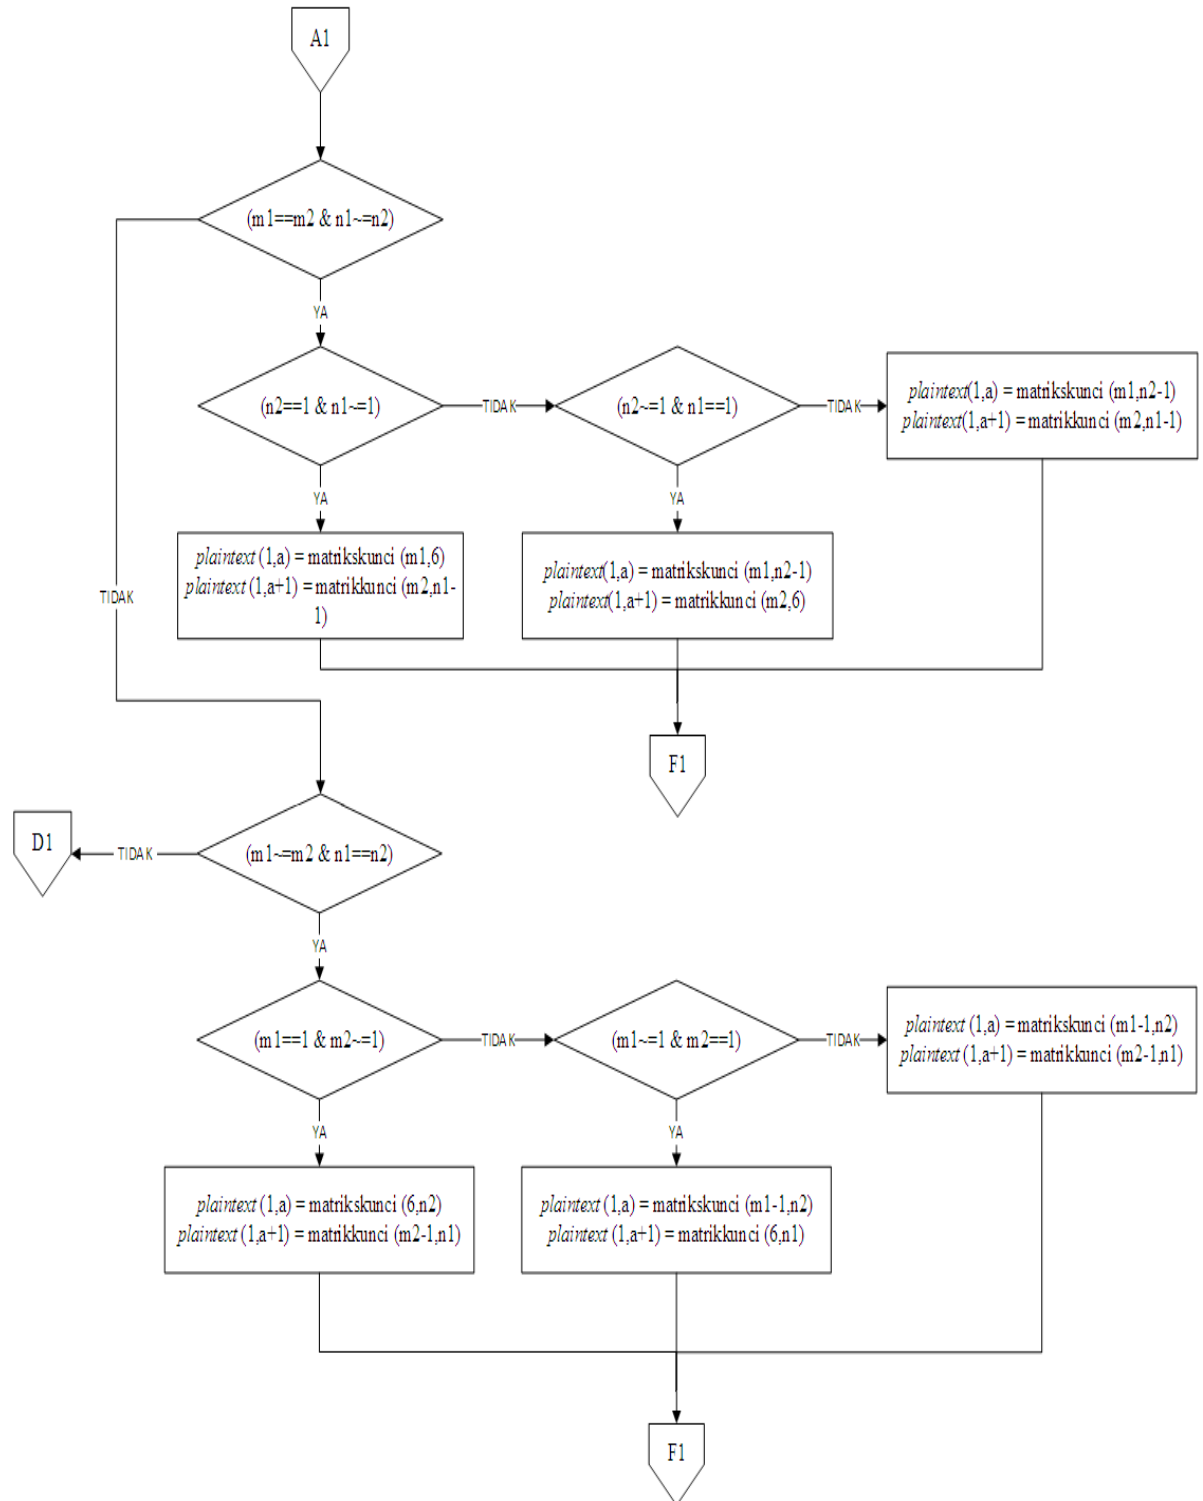 A1
(m1==m2 & n1~=n2)
YA
(n2==1 & n1~=1)
TIDAK
(n2~=1 & n1==1)
TIDAK
plaintext(1,a) = matrikskunci (m1,n2-1)
plaintext(1,a+1) = matrikkunci (m2,n1-1)
YA
YA
plaintext (1,a) = matrikskunci (m1,6)
plaintext (1,a+1) = matrikkunci (m2,n1-
1)
plaintext(1,a) = matrikskunci (m1,n2-1)
plaintext(1,a+1) = matrikkunci (m2,6)
TIDAK
F1
D1
TIDAK
(m1~=m2 & n1==n2)
YA
(m1==1 & m2~=1)
TIDAK
(m1~=1 & m2==1)
TIDAK
plaintext (1,a) = matrikskunci (m1-1,n2)
plaintext (1,a+1) = matrikkunci (m2-1,n1)
YA
YA
plaintext (1,a) = matrikskunci (6,n2)
plaintext (1,a+1) = matrikkunci (m2-1,n1)
plaintext (1,a) = matrikskunci (m1-1,n2)
plaintext (1,a+1) = matrikkunci (6,n1)
F1